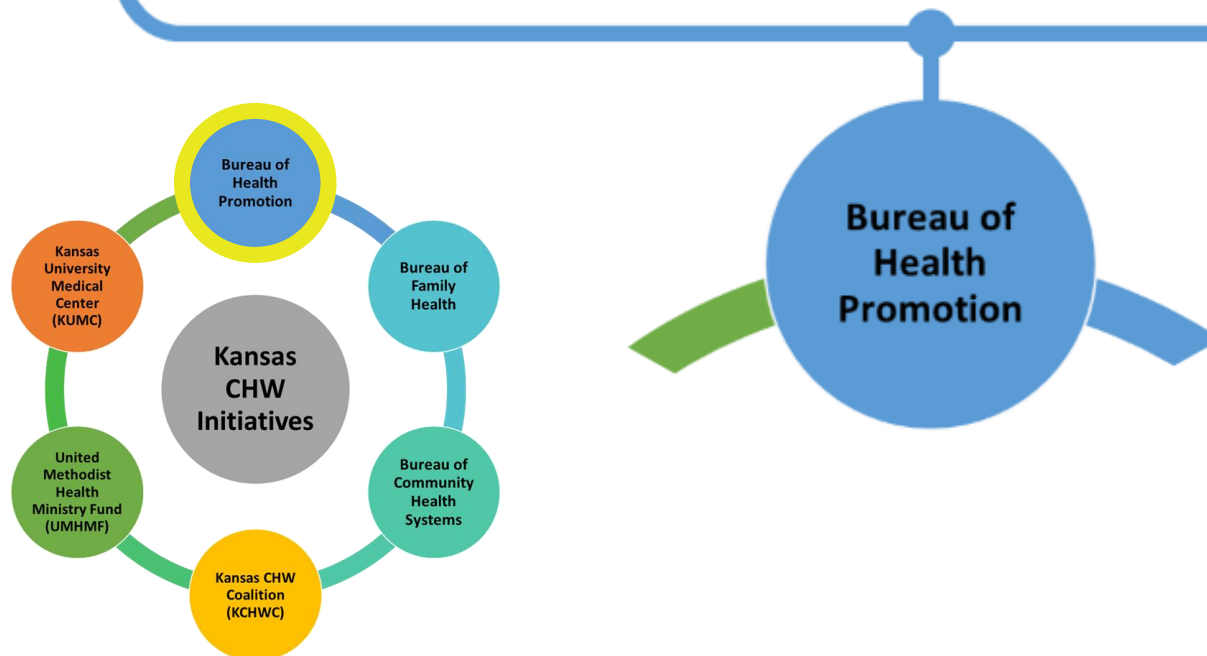 Bureau of
Health
Promotion
Bureau of
Family
Health
Bureau of
Community
Health
Systems
Kansas CHW
Coalition
(KCHWC)
United
Methodist
Health
Ministry Fund
(UMHMF)
Kansas
University
Medical
Center
(KUMC)
Kansas
CHW
Initiatives
Bureau of
Health
Promotion